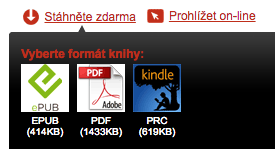 Stáhněte zdarma Prohlížet on-line
Vyberte formát knihy:
ePUB PDF Adobe kindle
EPUB PDF PRC
(414KB) (1433KB) (619KB)